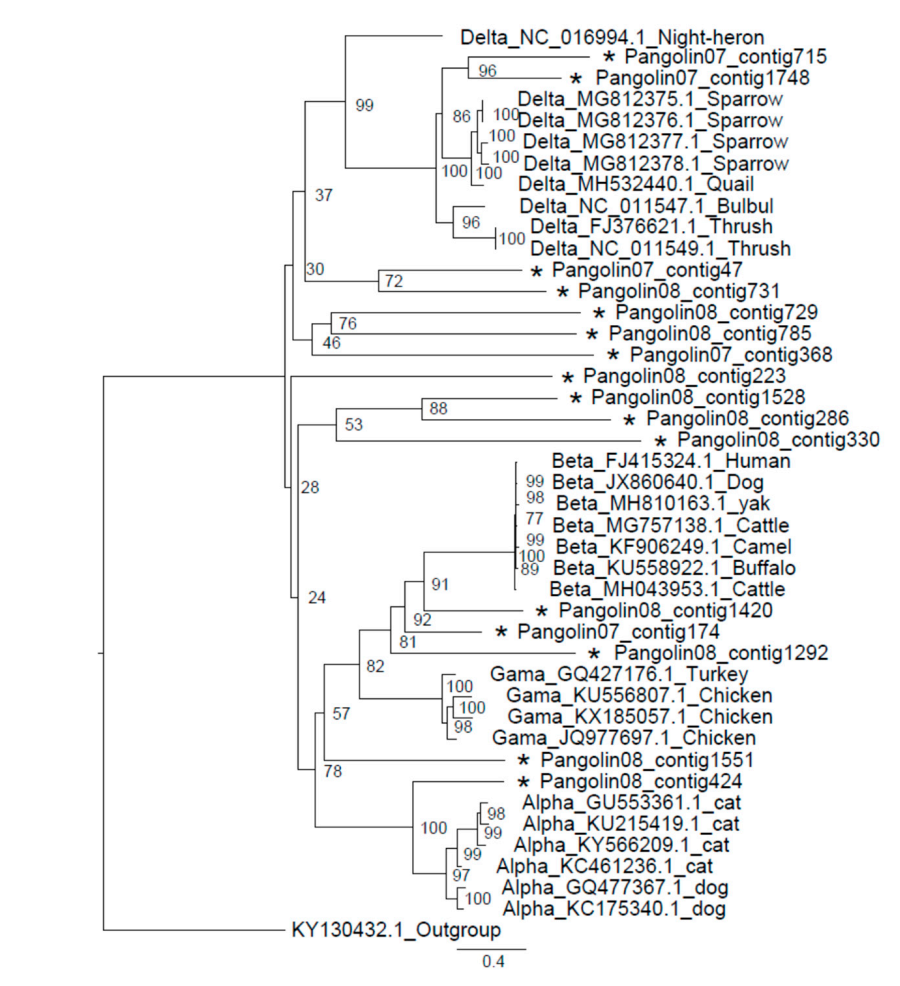 Delta_NC_016994.1_Night-heron
* Pangolin07_contig715
96
* Pangolin07_contig1748
Delta_MG812375.1_Sparrow
99
86
100
Delta_MG812376.1_Sparrow
100
Delta_MG812377.1_Sparrow
100
Delta_MG812378.1_Sparrow
100
100
Delta_MH532440.1_Quail
37
Delta_NC_011547.1_Bulbul
96
Delta_FJ376621.1_Thrush
100
Delta_NC_011549.1_Thrush
30
* Pangolin07_contig47
72
* Pangolin08_contig731
* Pangolin08_contig729
76
* Pangolin08_contig785
46
* Pangolin07_contig368
* Pangolin08_contig223
* Pangolin08_contig1528
88
* Pangolin08_contig286
53
* Pangolin08_contig330
Beta_FJ415324.1_Human
99
Beta_JX860640.1_Dog
28
98
Beta_MH810163.1_yak
77
Beta_MG757138.1_Cattle
99
Beta_KF906249.1_Camel
100
Beta_KU558922.1_Buffalo
89
Beta_MH043953.1_Cattle
91
24
* Pangolin08_contig1420
92
* Pangolin07_contig174
81
* Pangolin08_contig1292
82
Gama_GQ427176.1_Turkey
100
Gama_KU556807.1_Chicken
100
Gama_KX185057.1_Chicken
57
98
Gama_JQ977697.1_Chicken
* Pangolin08_contig1551
78
* Pangolin08_contig424
Alpha_GU553361.1_cat
98
Alpha_KU215419.1_cat
100
99
Alpha_KY566209.1_cat
99
Alpha_KC461236.1_cat
97
Alpha_GQ477367.1_dog
100
Alpha_KC175340.1_dog
KY130432.1_Outgroup
0.4